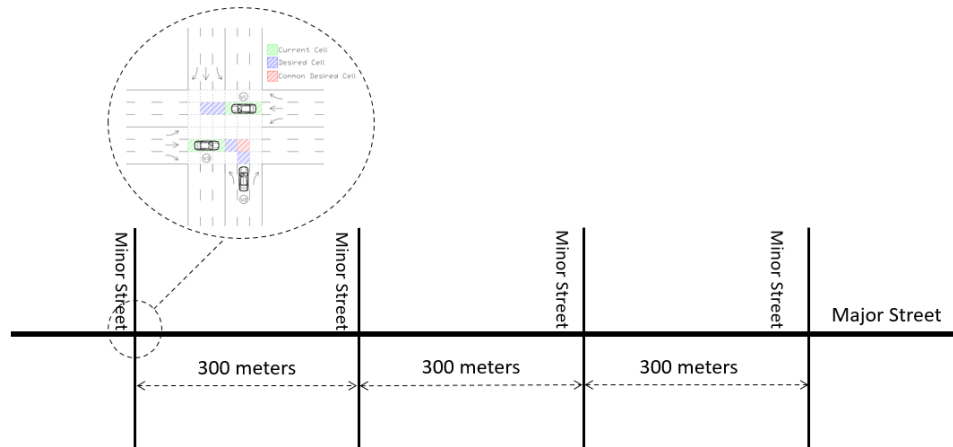 Current Cell
Desired Cell
Common Desired Cell
Minor Street
Minor Street
Minor Street
Minor Street
Major Street
300 meters
300 meters
300 meters